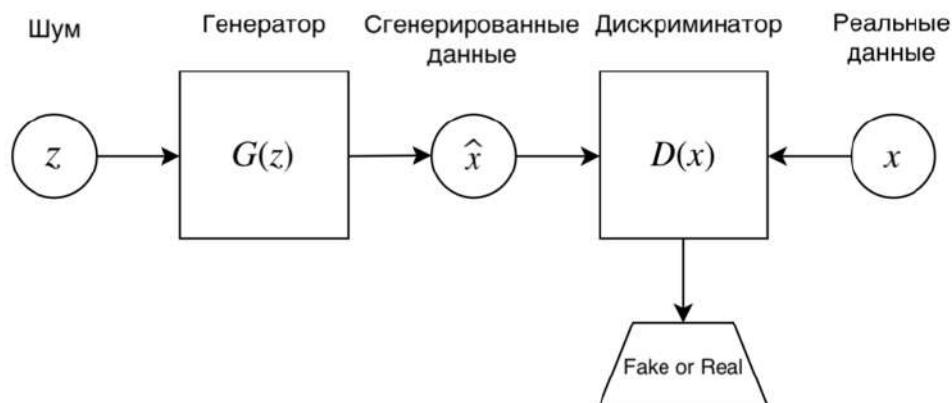 Шум
Генератор
Сгенерированные
данные
Дискриминатор
Реальные
данные
z
G(z)
x̂
D(x)
x
Fake or Real